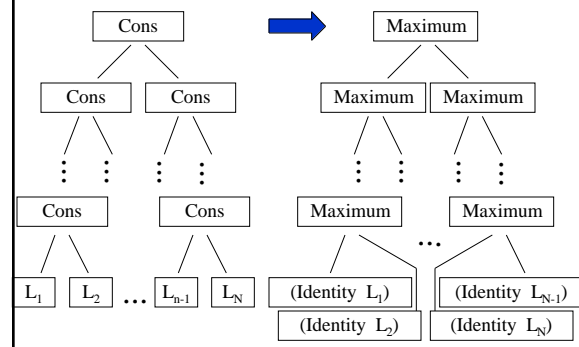 Cons Maximum
Cons Cons Maximum Maximum
Cons Cons Maximum Maximum
...
L1 L2 ... Ln-1 LN (Identity L1) (Identity LN-1)
(Identity L2) (Identity LN)